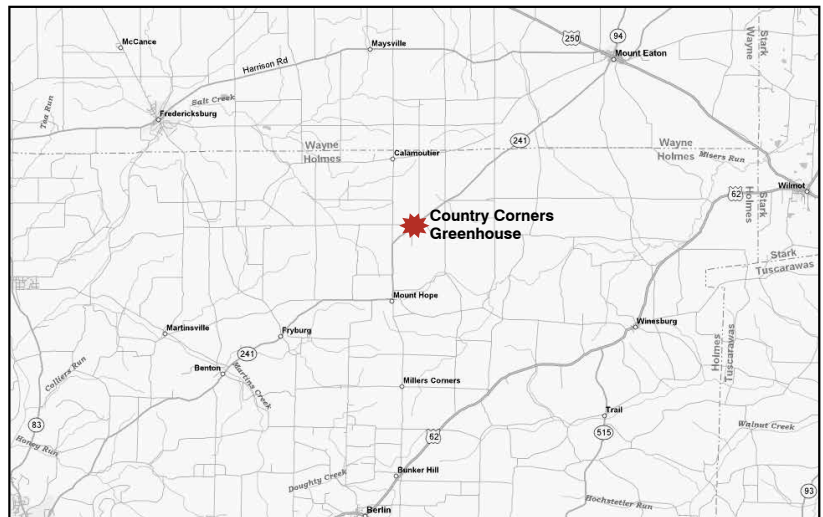 250
94
Stark
Wayne
McCance
Maysville
Mount Eaton
Harrison Rd
Salt Creek
Tea Run
Fredericksburg
241
Wayne
Holmes
Calamoutier
Wayne
Holmes
Misers Run
Wilmot
62
Stark
Holmes
Country Corners
Greenhouse
Stark
Tuscarawas
Mount Hope
Martinsville
Fryburg
Winesburg
241
Benton
Martins Creek
Colliers Run
Millers Corners
Holmes
Tuscarawas
Trail
83
Honey Run
62
515
Walnut Creek
Bunker Hill
Doughty Creek
93
Hochstetler Run
Berlin